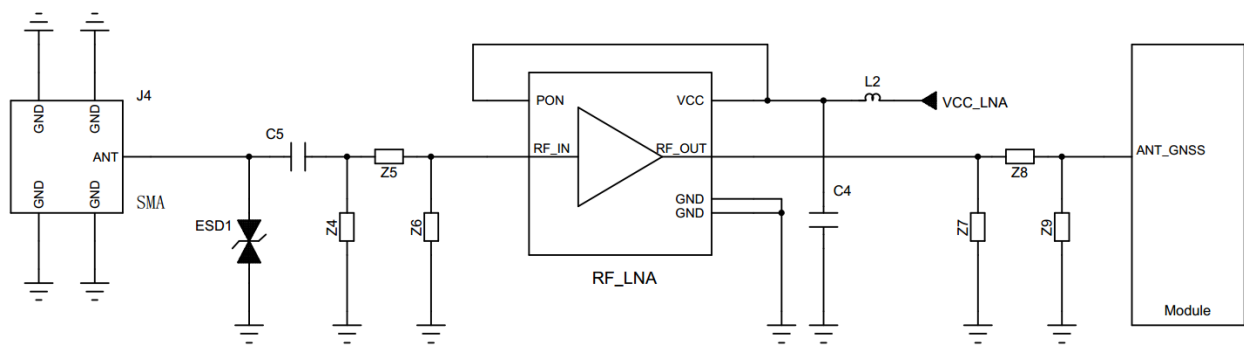 GND
GND
J4
ANT
GND
GND
SMA
ESD1
C5
Z4
Z5
Z6
PON
VCC
RF_IN
RF_OUT
GND
GND
RF_LNA
L2
VCC_LNA
C4
Z7
Z8
Z9
ANT_GNSS
Module